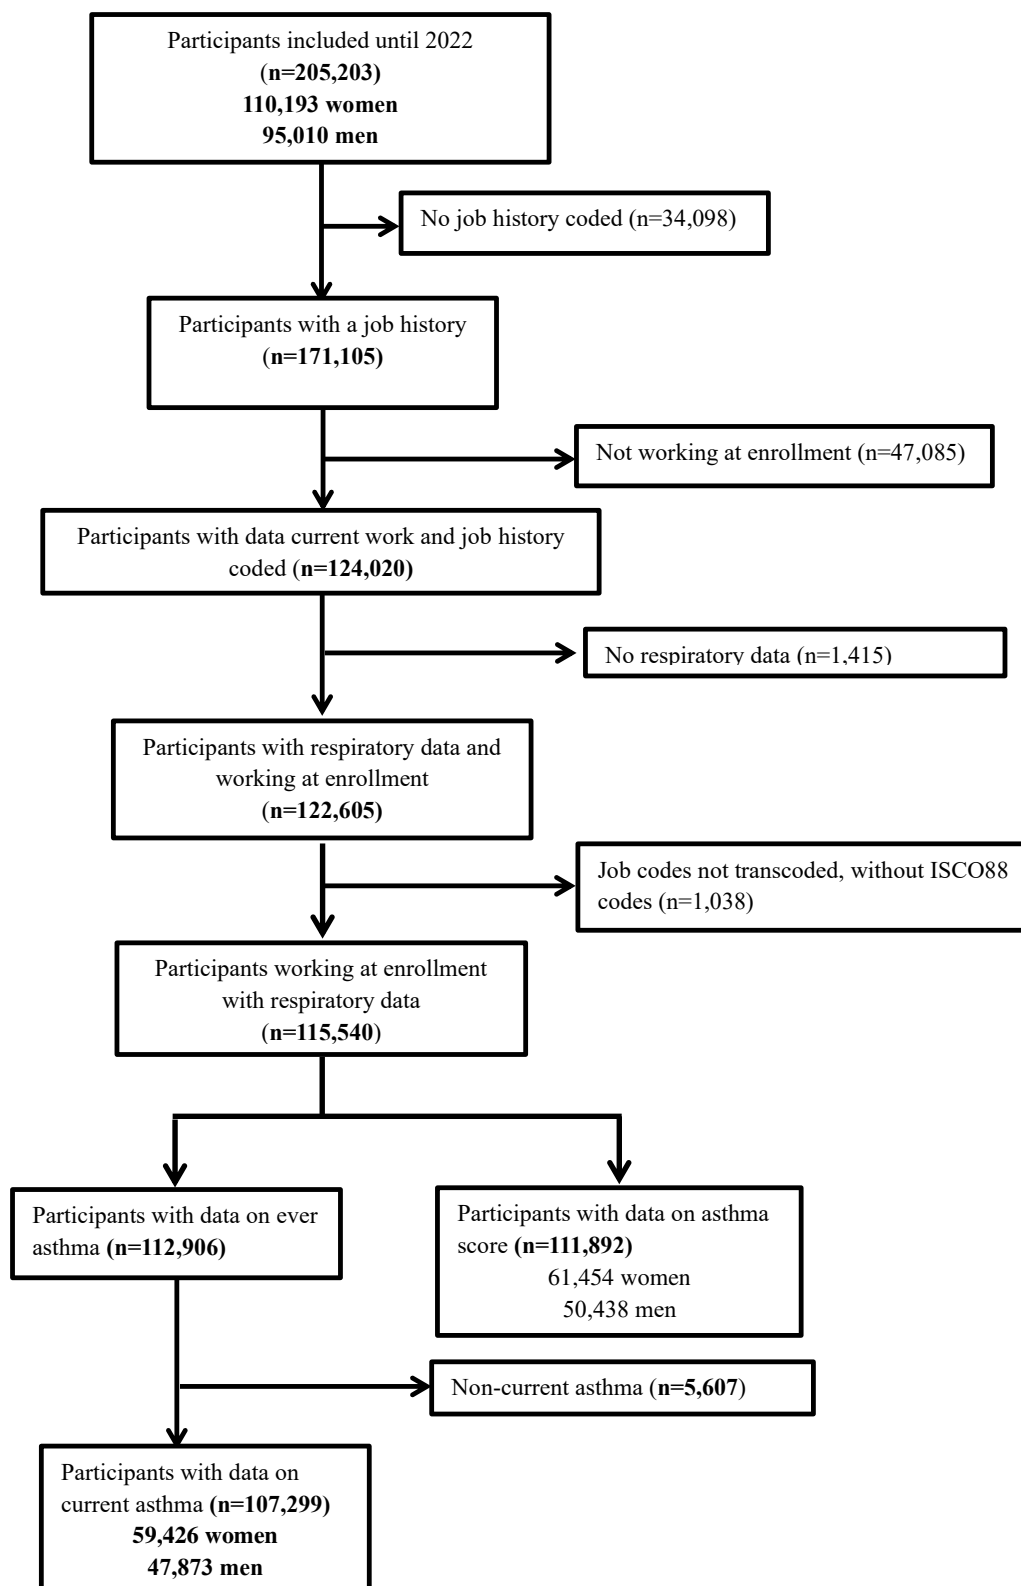 Participants included until 2022
(n=205,203)
110,193 women
95,010 men
No job history coded (n=34,098)
Participants with a job history
(n=171,105)
Not working at enrollment (n=47,085)
Participants with data current work and job history
coded (n=124,020)
No respiratory data (n=1,415)
Participants with respiratory data and
working at enrollment
(n=122,605)
Job codes not transcoded, without ISCO88
codes (n=1,038)
Participants working at enrollment
with respiratory data
(n=115,540)
Participants with data on ever
asthma (n=112,906)
Participants with data on asthma
score (n=111,892)
61,454 women
50,438 men
Non-current asthma (n=5,607)
Participants with data on
current asthma (n=107,299)
59,426 women
47,873 men